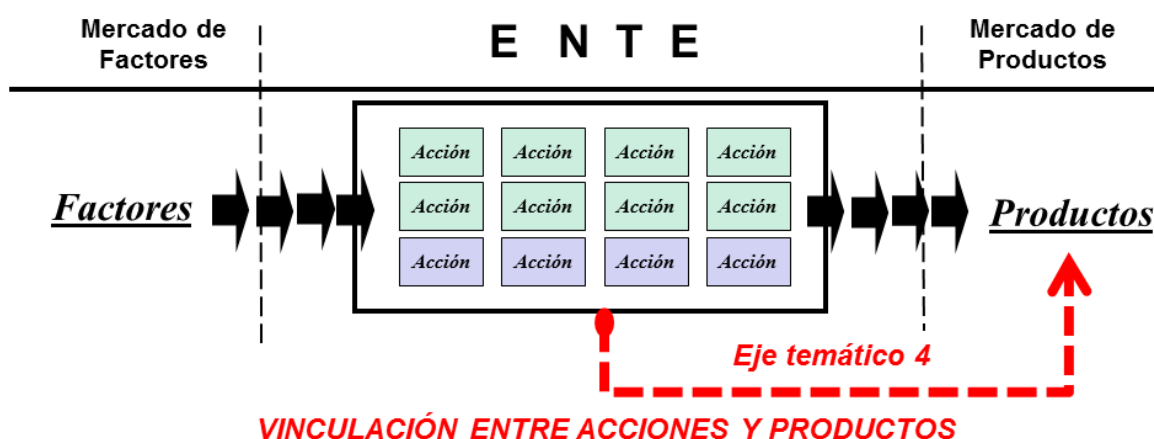 Mercado de
Factores
E N T E
Mercado de
Productos
Acción Acción Acción Acción
Factores
Acción Acción Acción Acción
Productos
Acción Acción Acción Acción
Eje temático 4
VINCULACIÓN ENTRE ACCIONES Y PRODUCTOS